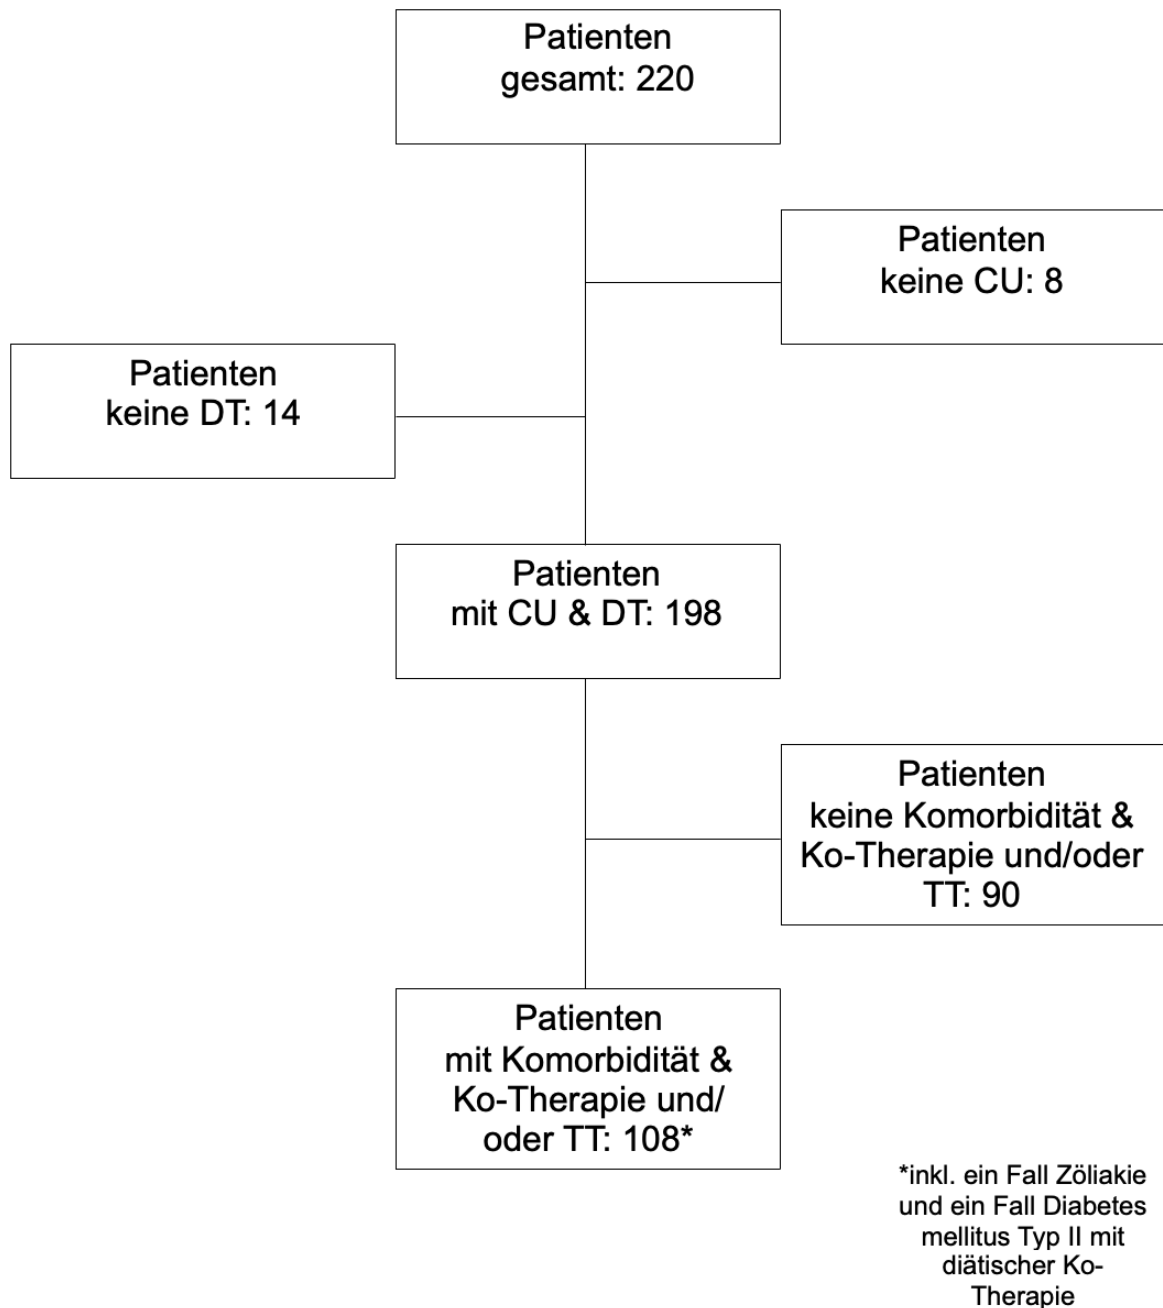 Patienten
gesamt: 220
Patienten
keine CU: 8
Patienten
keine DT: 14
Patienten
mit CU & DT: 198
Patienten
keine Komorbidität &
Ko-Therapie und/oder
TT: 90
Patienten
mit Komorbidität &
Ko-Therapie und/
oder TT: 108*
*inkl. ein Fall Zöliakie
und ein Fall Diabetes
mellitus Typ II mit
diätischer Ko-
Therapie